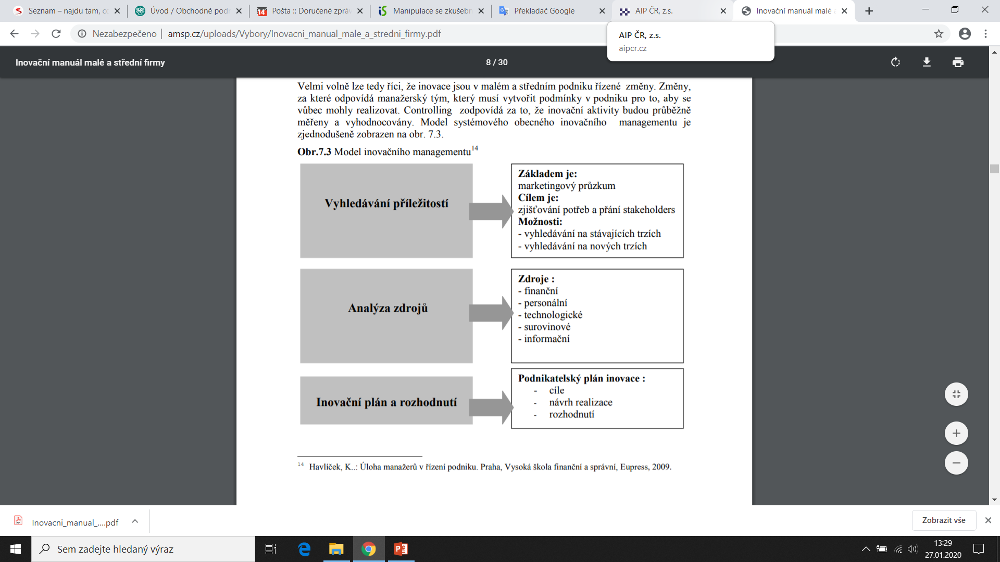 Seznam – najdu tam, co
Úvod / Obchodně pod
Pošta :: Doručené zpráv
Manipulace se zkušebn
Překladač Google
AIP ČR, z.s.
Inovační manuál malé a
Nezabezpečeno
amsp.cz/uploads/Vybory/Inovacni_manual_male_a_stredni_firmy.pdf
AIP ČR, z.s.
aipcr.cz
Inovační manuál malé a střední firmy
8 / 30
Velmi volně lze tedy říci, že inovace jsou v malém a středním podniku řízené změny. Změny,
za které odpovídá manažerský tým, který musí vytvořit podmínky v podniku pro to, aby se
vůbec mohly realizovat. Controlling zodpovídá za to, že inovační aktivity budou průběžně
měřeny a vyhodnocovány. Model systémového obecného inovačního managementu je
zjednodušeně zobrazen na obr. 7.3.
Obr.7.3 Model inovačního managementu14
Vyhledávání příležitostí
Základem je:
marketingový průzkum
Cílem je:
zjišťování potřeb a přání stakeholders
Možnosti:
- vyhledávání na stávajících trzích
- vyhledávání na nových trzích
Analýza zdrojů
Zdroje :
- finanční
- personální
- technologické
- surovinové
- informační
Inovační plán a rozhodnutí
Podnikatelský plán inovace :
- cíle
- návrh realizace
- rozhodnutí
14 Havlíček, K..: Úloha manažerů v řízení podniku. Praha, Vysoká škola finanční a správní, Eupress, 2009.
Inovacni_manual_....pdf
Zobrazit vše
Sem zadejte hledaný výraz
13:29
27.01.2020